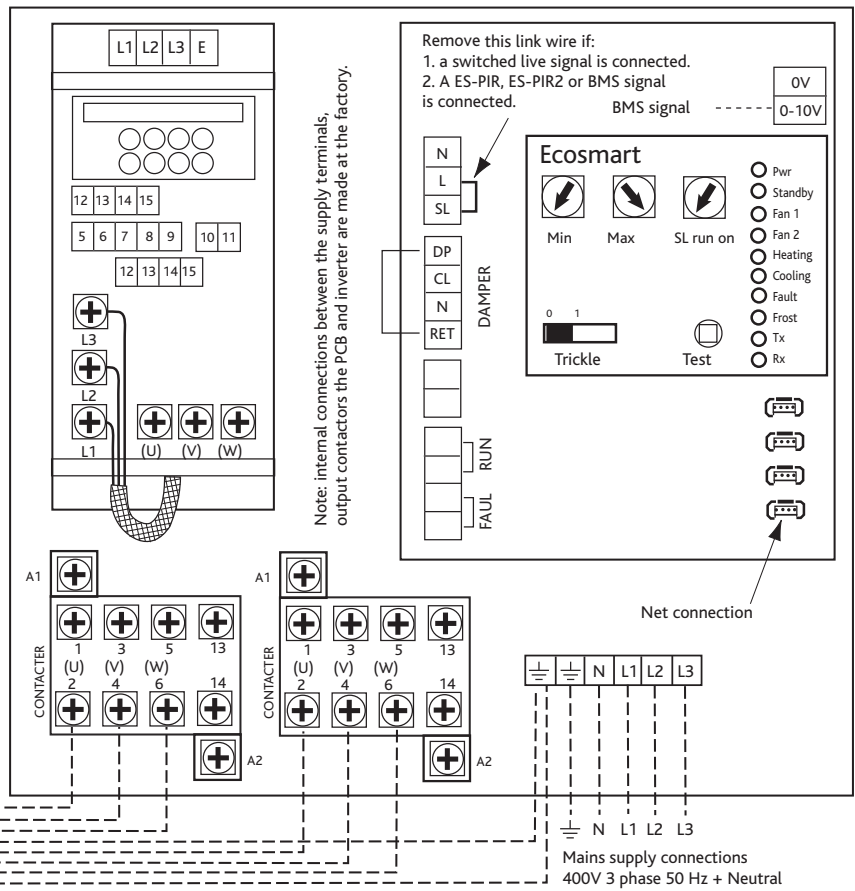 L1 L2 L3 E
12 13 14 15
5 6 7 8 9 10 11
12 13 14 15
L3
L2
L1
(U) (V) (W)
Note: internal connections between the supply terminals,
output contactors the PCB and inverter are made at the factory.
Remove this link wire if:
1. a switched live signal is connected.
2. A ES-PIR, ES-PIR2 or BMS signal
is connected.
BMS signal
0V
0-10V
N
L
SL
DP
CL
N
RET
DAMPER
RUN
FAUL
Ecosmart
Min Max SL run on
0 1
Trickle
Test
Pwr
Standby
Fan 1
Fan 2
Heating
Cooling
Fault
Frost
Tx
Rx
Net connection
A1
1 3 5 13
(U) (V) (W)
2 4 6 14
CONTACTER
A2
A1
1 3 5 13
(U) (V) (W)
2 4 6 14
CONTACTER
A2
N L1 L2 L3
N L1 L2 L3
Mains supply connections
400V 3 phase 50 Hz + Neutral